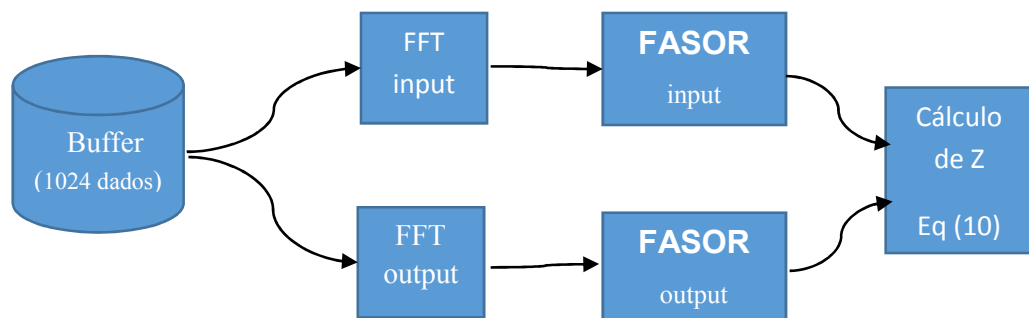 Buffer
(1024 dados)
FFT
input
FASOR
input
FFT
output
FASOR
output
Cálculo
de Z
Eq (10)